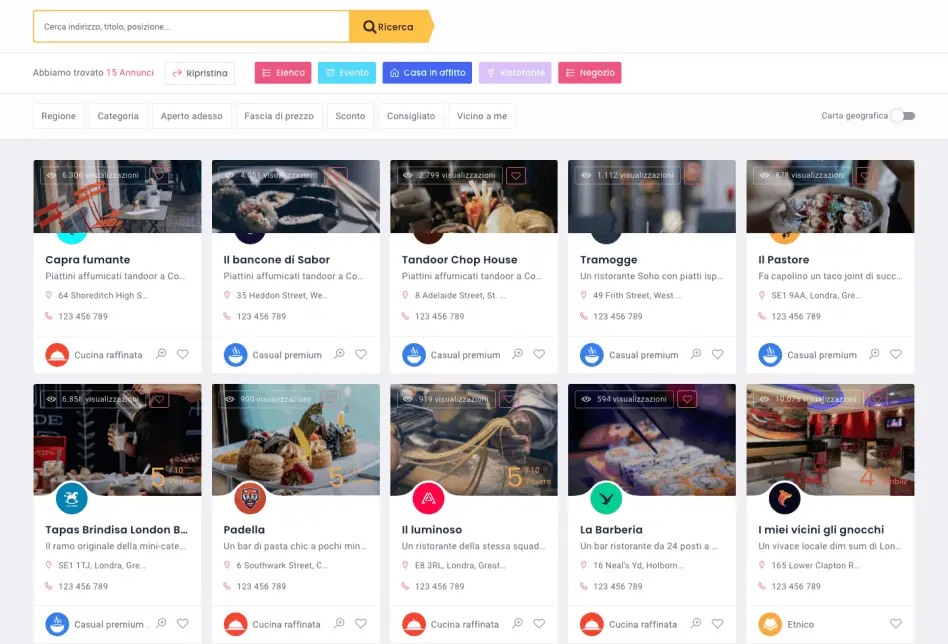 Cerca indirizzo, titolo, posizione...
Ricerca
Abbiamo trovato 15 Annunci
Ripristina
Elenco
Evento
Casa in affitto
Ristorante
Negozio
Regione
Categoria
Aperto adesso
Fascia di prezzo
Sconto
Consigliato
Vicino a me
Carta geografica
6.306 visualizzazioni
4.051 visualizzazioni
2.799 visualizzazioni
1.112 visualizzazioni
878 visualizzazioni
Capra fumante
Piattini affumicati tandoor a Co...
64 Shoreditch High S...
123 456 789
Cucina raffinata
Il bancone di Sabor
Piattini affumicati tandoor a Co...
35 Heddon Street, We...
123 456 789
Casual premium
Tandoor Chop House
Piattini affumicati tandoor a Co...
8 Adelaide Street, St. ...
123 456 789
Casual premium
Tramogge
Un ristorante Soho con piatti isp...
49 Frith Street, West ...
123 456 789
Casual premium
Il Pastore
Fa capolino un taco joint di succ...
SE1 9AA, Londra, Gre...
123 456 789
Casual premium
6.858 visualizzazioni
900 visualizzazioni
919 visualizzazioni
594 visualizzazioni
10.075 visualizzazioni
5 / 10
Povero
5
5 / 10
Povero
4
Tapas Brindisa London B...
Il ramo originale della mini-cate...
SE1 1TJ, Londra, Gre...
123 456 789
Casual premium .
Padella
Un bar di pasta chic a pochi min...
6 Southwark Street, C...
123 456 789
Cucina raffinata
Il luminoso
Un ristorante della stessa squad...
E8 3RL, Londra, Great...
123 456 789
Cucina raffinata
La Barberia
Un bar ristorante da 24 posti a ...
16 Neal's Yd, Holborn...
123 456 789
Cucina raffinata
I miei vicini gli gnocchi
Un vivace locale dim sum di Lon...
165 Lower Clapton R...
123 456 789
Etnico